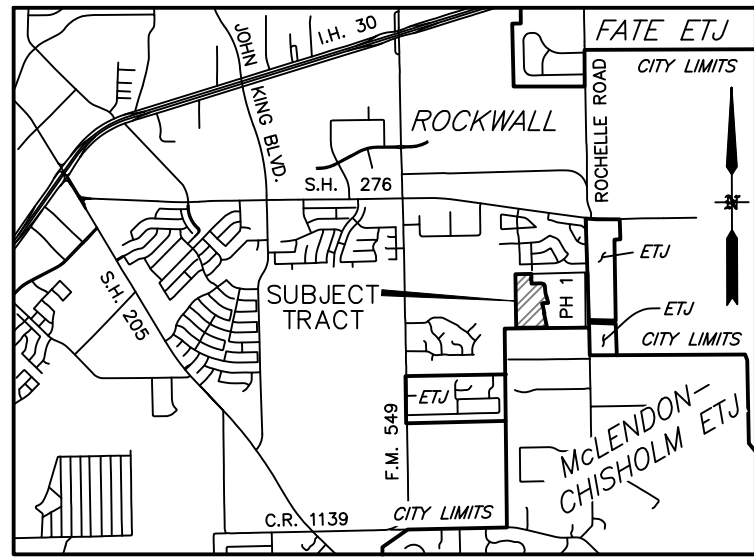 FATE ETJ
CITY LIMITS
JOHN KING BLVD.
I.H. 30
ROCKWALL
ROCHELLE ROAD
S.H. 276
N
ETJ
S.H. 205
SUBJECT
TRACT
PH 1
ETJ
CITY LIMITS
ETJ
F.M. 549
McLENDON-
CHISHOLM ETJ
C.R. 1139
CITY LIMITS